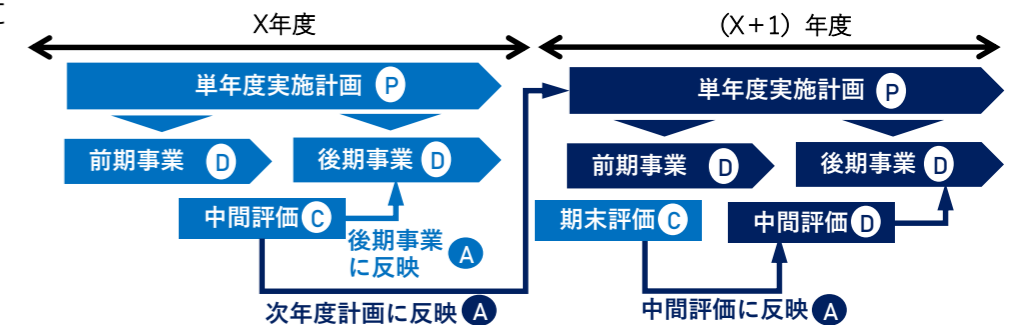 X年度
(X+1) 年度
単年度実施計画 P
単年度実施計画 P
前期事業 D
後期事業 D
前期事業 D
後期事業 D
中間評価 C
期末評価 C
中間評価 D
後期事業
に反映 A
次年度計画に反映 A
中間評価に反映 A